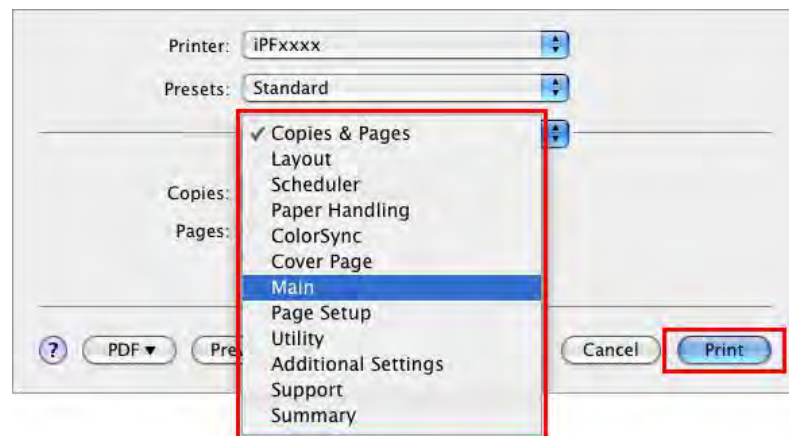 Printer: iPFxxxx
Presets: Standard
✓ Copies & Pages
Layout
Scheduler
Copies:
Paper Handling
Pages:
ColorSync
Cover Page
Main
Page Setup
Utility
Additional Settings
Support
Summary
? PDF▼ Pre Cancel Print